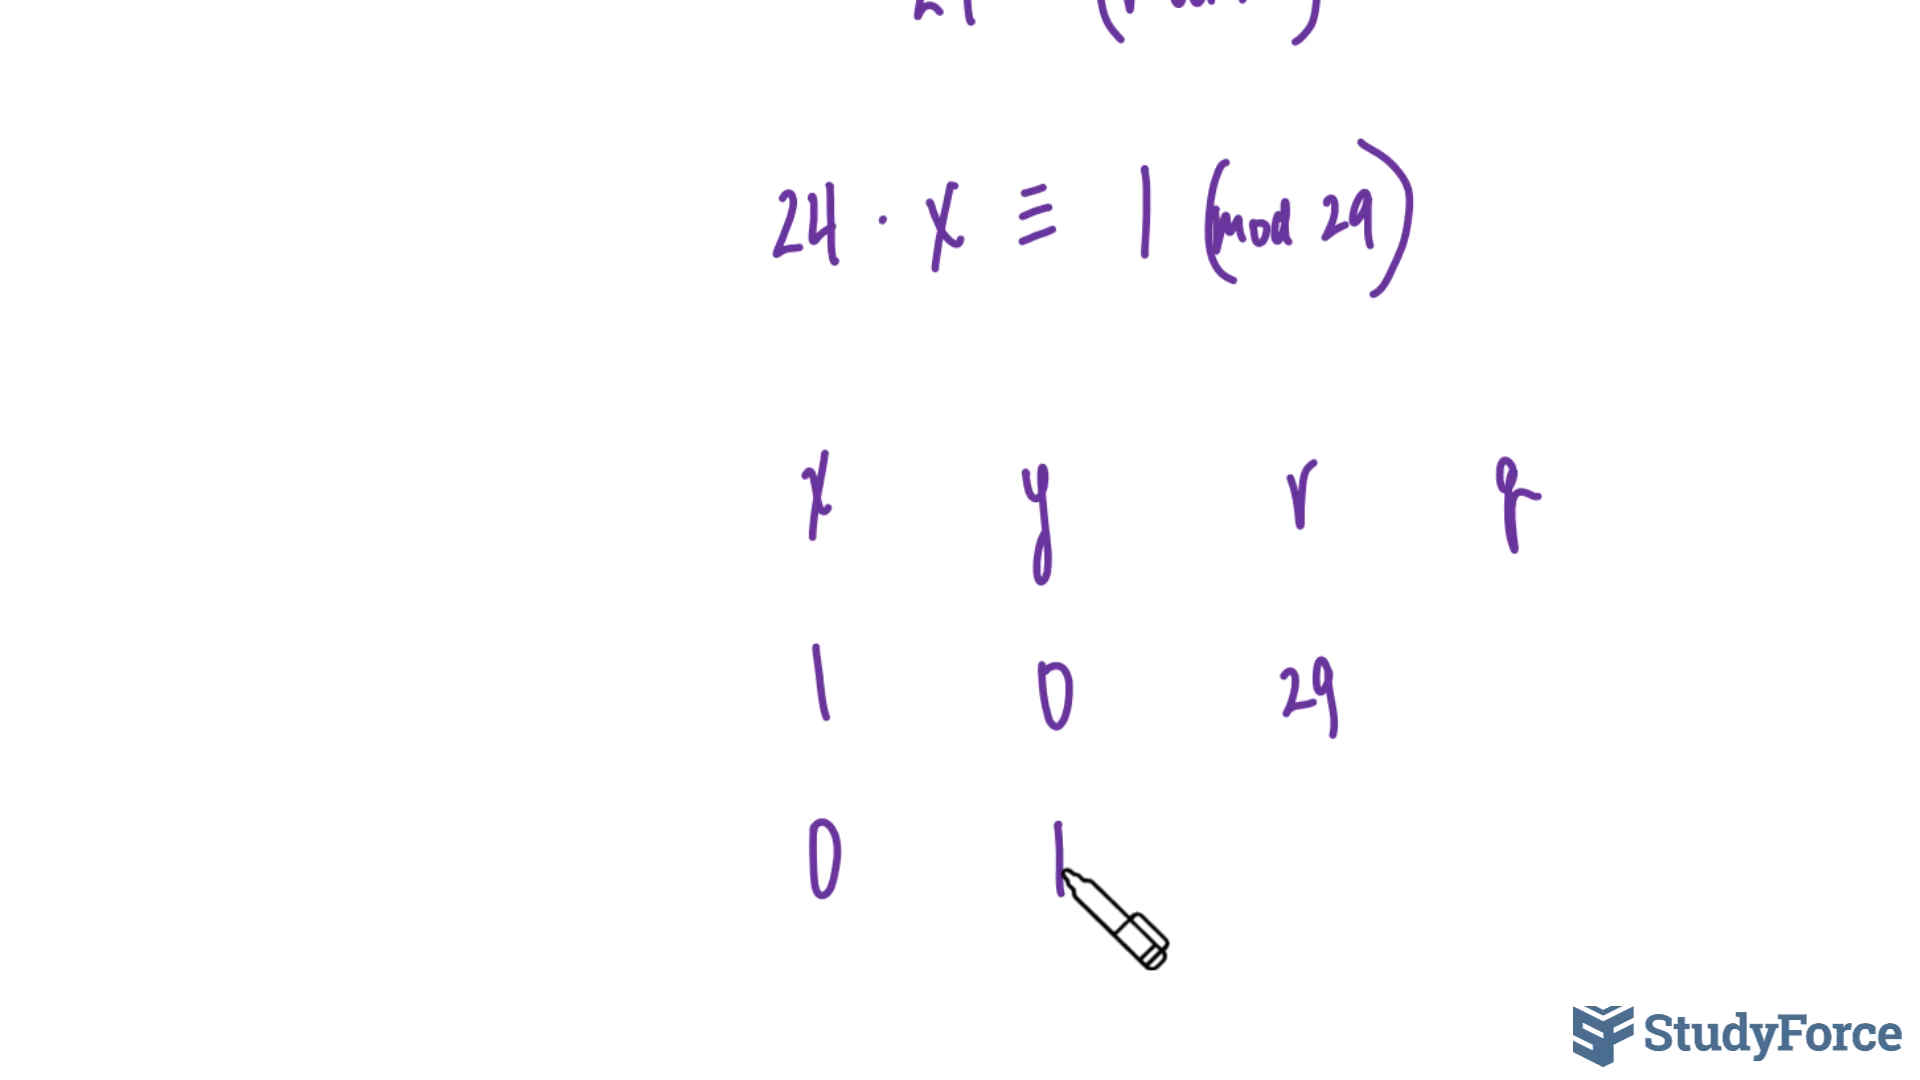 24 · x ≡ 1 (mod 29)
x y r q
1 0 29
0 1
StudyForce